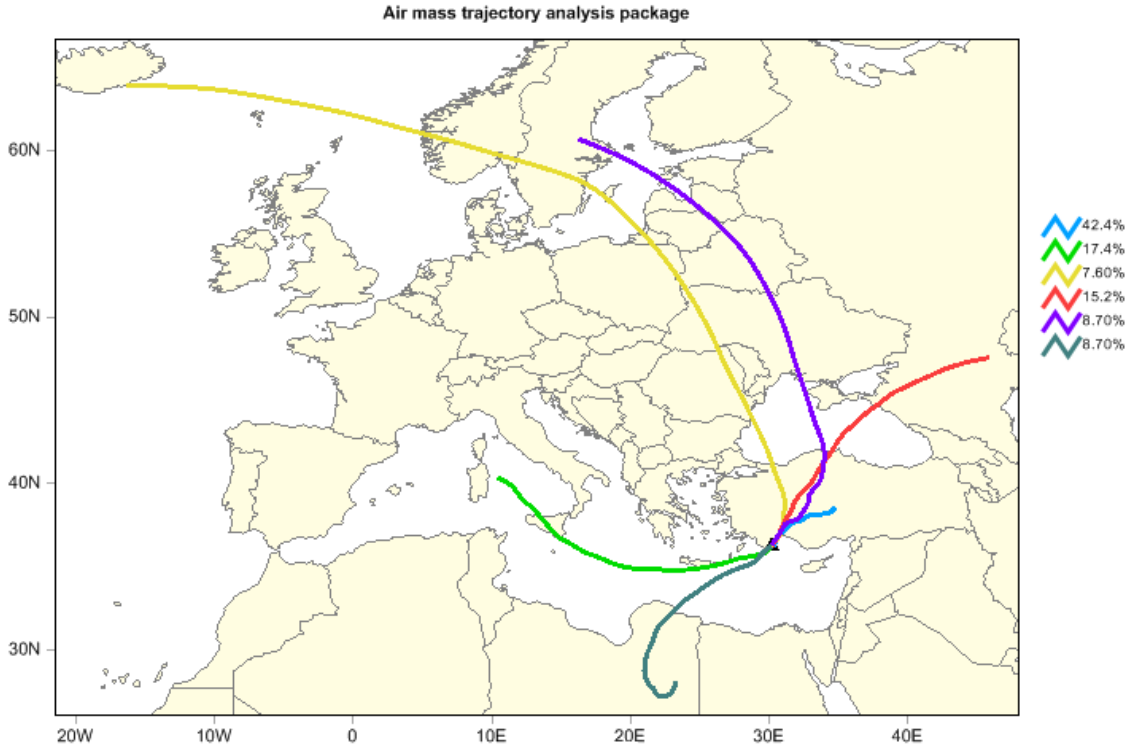 Air mass trajectory analysis package
60N
50N
40N
30N
20W
10W
0
10E
20E
30E
40E
42.4%
17.4%
7.60%
15.2%
8.70%
8.70%